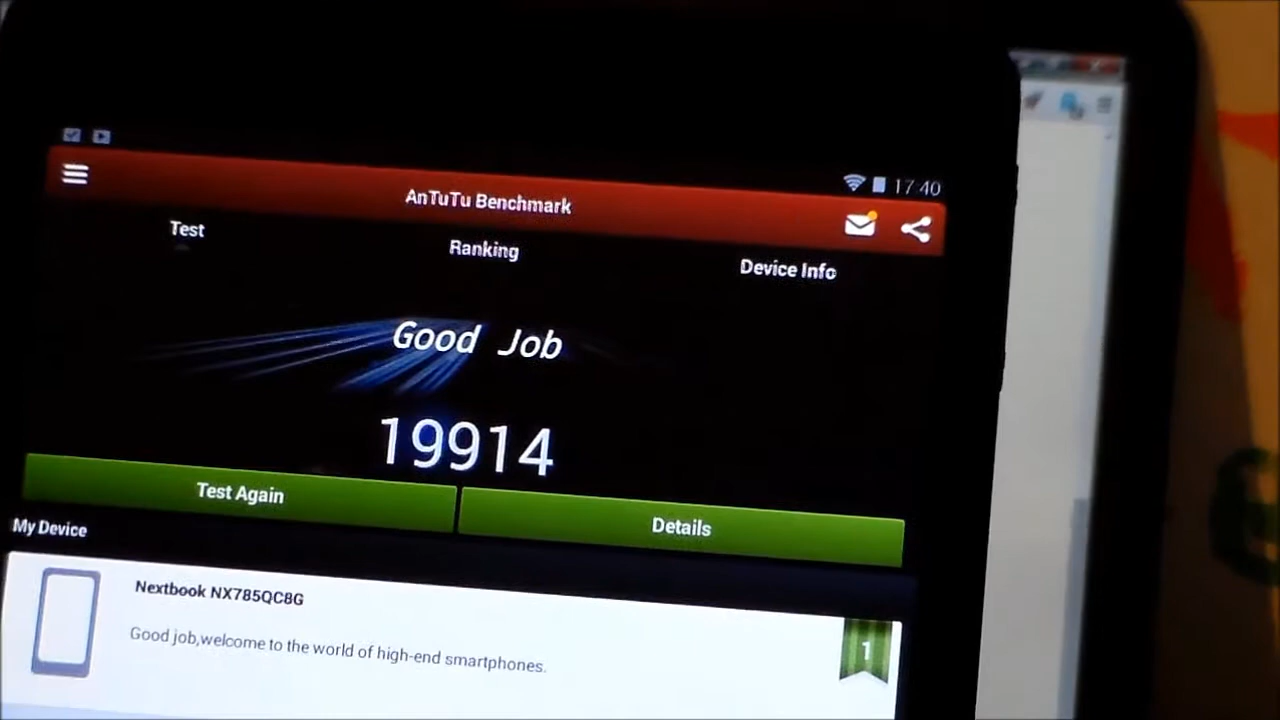 17:40
AnTuTu Benchmark
Test
Ranking
Device Info
Good Job
19914
Test Again
Details
My Device
Nextbook NX785QC8G
Good job,welcome to the world of high-end smartphones.
1